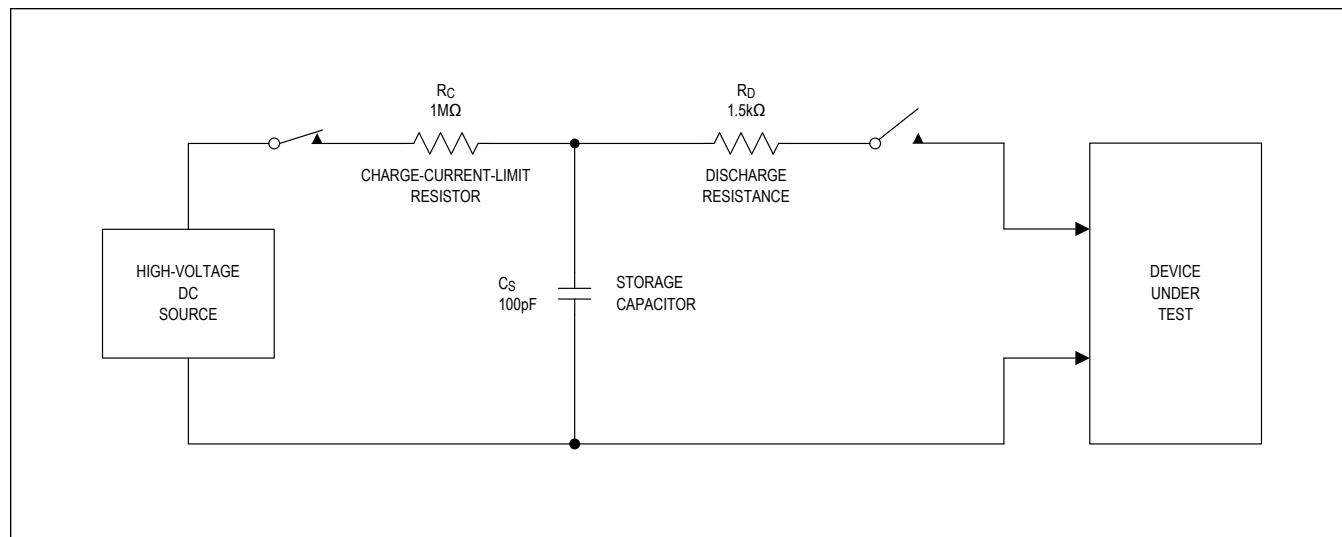 RC
1MΩ
CHARGE-CURRENT-LIMIT
RESISTOR
RD
1.5kΩ
DISCHARGE
RESISTANCE
HIGH-VOLTAGE
DC
SOURCE
CS
100pF
STORAGE
CAPACITOR
DEVICE
UNDER
TEST